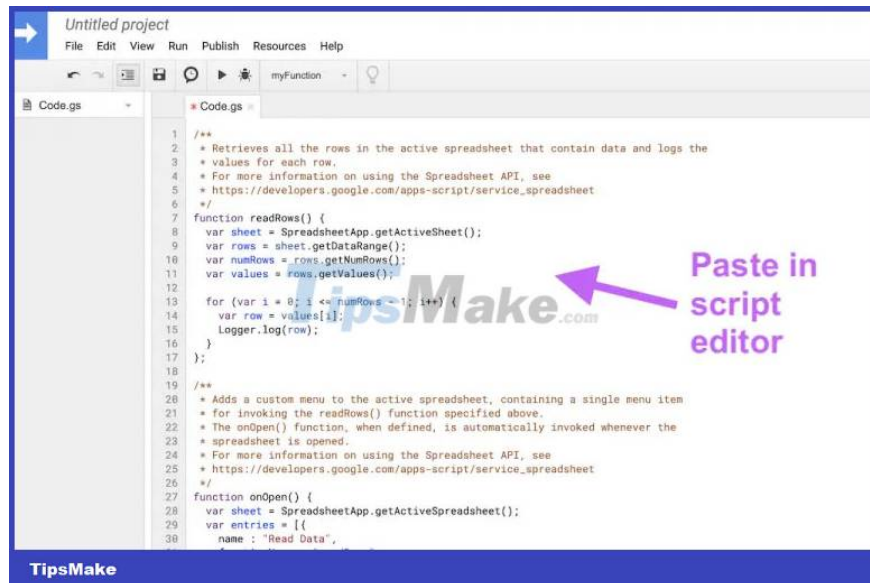 Untitled project
File Edit View Run Publish Resources Help
myFunction
Code.gs
* Code.gs ×
1 /**
2 * Retrieves all the rows in the active spreadsheet that contain data and logs the
3 * values for each row.
4 * For more information on using the Spreadsheet API, see
5 * https://developers.google.com/apps-script/service_spreadsheet
6 */
7 function readRows() {
8 var sheet = SpreadsheetApp.getActiveSheet();
9 var rows = sheet.getDataRange();
10 var numRows = rows.getNumRows();
11 var values = rows.getValues();
12
13 for (var i = 0; i <= numRows - 1; i++) {
14 var row = values[i];
15 Logger.log(row);
16 }
17 };
18
19 /**
20 * Adds a custom menu to the active spreadsheet, containing a single menu item
21 * for invoking the readRows() function specified above.
22 * The onOpen() function, when defined, is automatically invoked whenever the
23 * spreadsheet is opened.
24 * For more information on using the Spreadsheet API, see
25 * https://developers.google.com/apps-script/service_spreadsheet
26 */
27 function onOpen() {
28 var sheet = SpreadsheetApp.getActiveSpreadsheet();
29 var entries = [{
30 name : "Read Data",
Paste in
script
editor
TipsMake.com
TipsMake